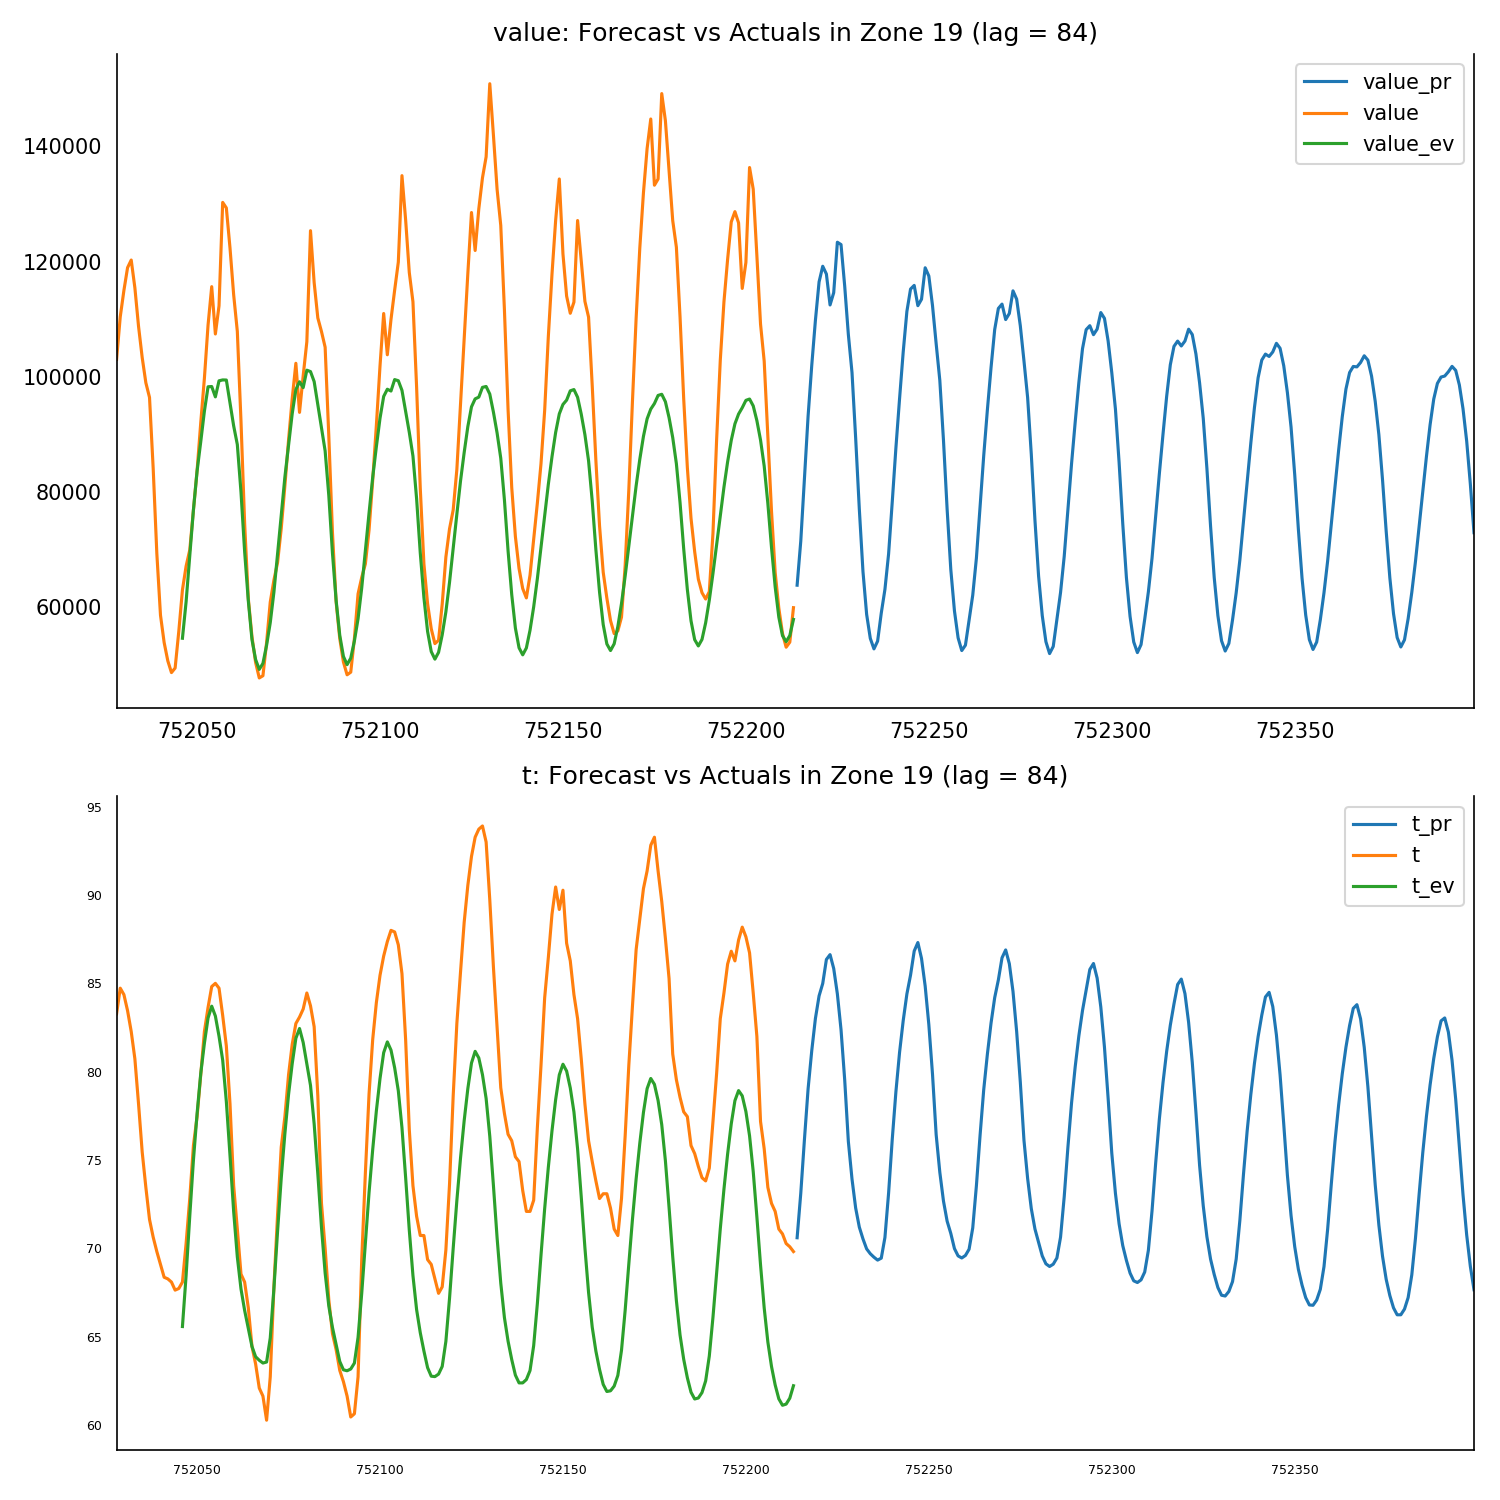 value: Forecast vs Actuals in Zone 19 (lag = 84)
value_pr
value
value_ev
140000
120000
100000
80000
60000
752050 752100 752150 752200 752250 752300 752350
t: Forecast vs Actuals in Zone 19 (lag = 84)
t_pr
t
t_ev
95
90
85
80
75
70
65
60
752050 752100 752150 752200 752250 752300 752350